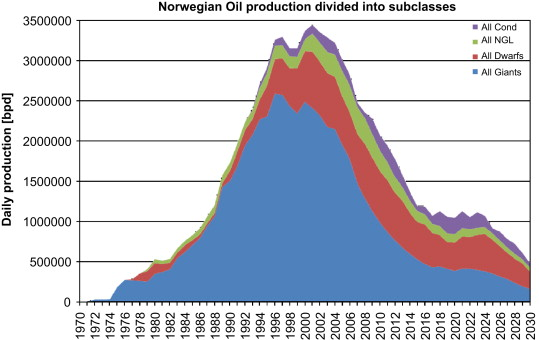 Norwegian Oil production divided into subclasses
3500000
3000000
2500000
2000000
1500000
1000000
500000
0
Daily production [bpd]
All Cond
All NGL
All Dwarfs
All Giants
1970 1972 1974 1976 1978 1980 1982 1984 1986 1988 1990 1992 1994 1996 1998 2000 2002 2004 2006 2008 2010 2012 2014 2016 2018 2020 2022 2024 2026 2028 2030